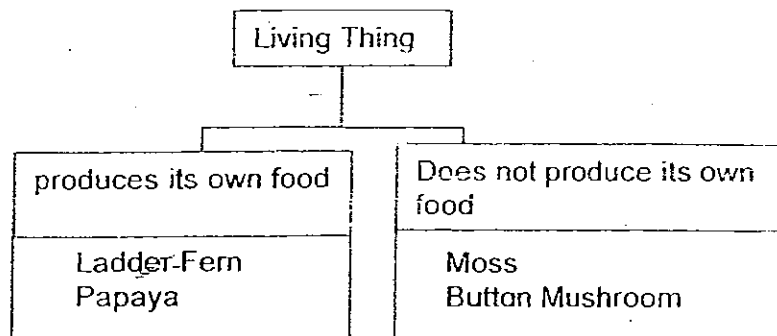 Living Thing
produces its own food
Does not produce its own
food
Ladder-Fern
Papaya
Moss
Button Mushroom